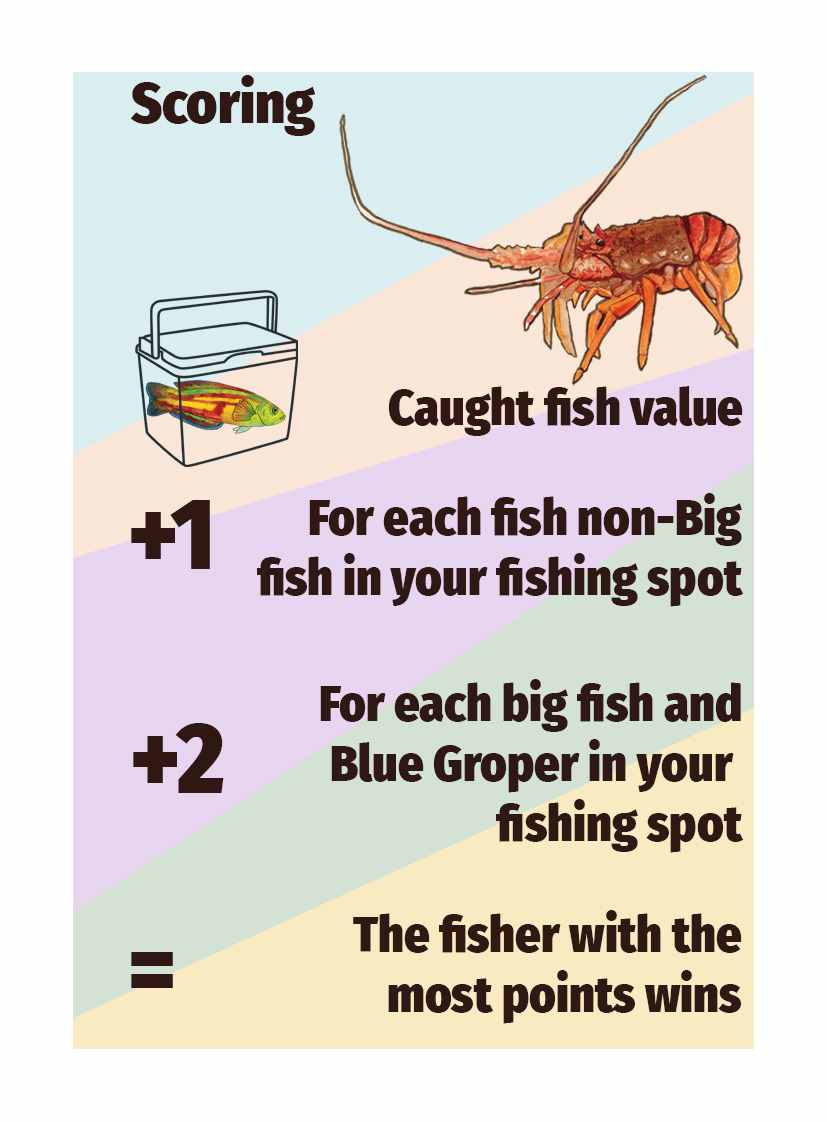 Scoring
Caught fish value
+1
For each fish non-Big
fish in your fishing spot
+2
For each big fish and
Blue Groper in your
fishing spot
=
The fisher with the
most points wins